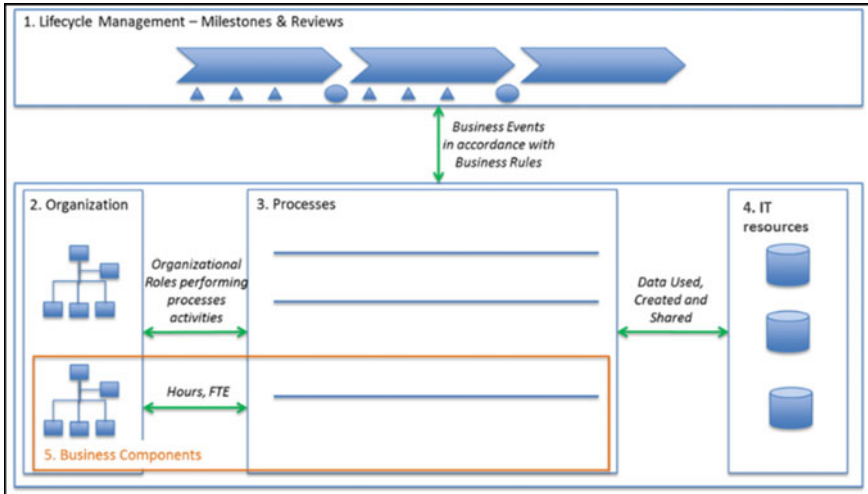 1. Lifecycle Management – Milestones & Reviews
Business Events
in accordance with
Business Rules
2. Organization
3. Processes
4. IT
resources
Organizational
Roles performing
processes
activities
Data Used,
Created and
Shared
Hours, FTE
5. Business Components